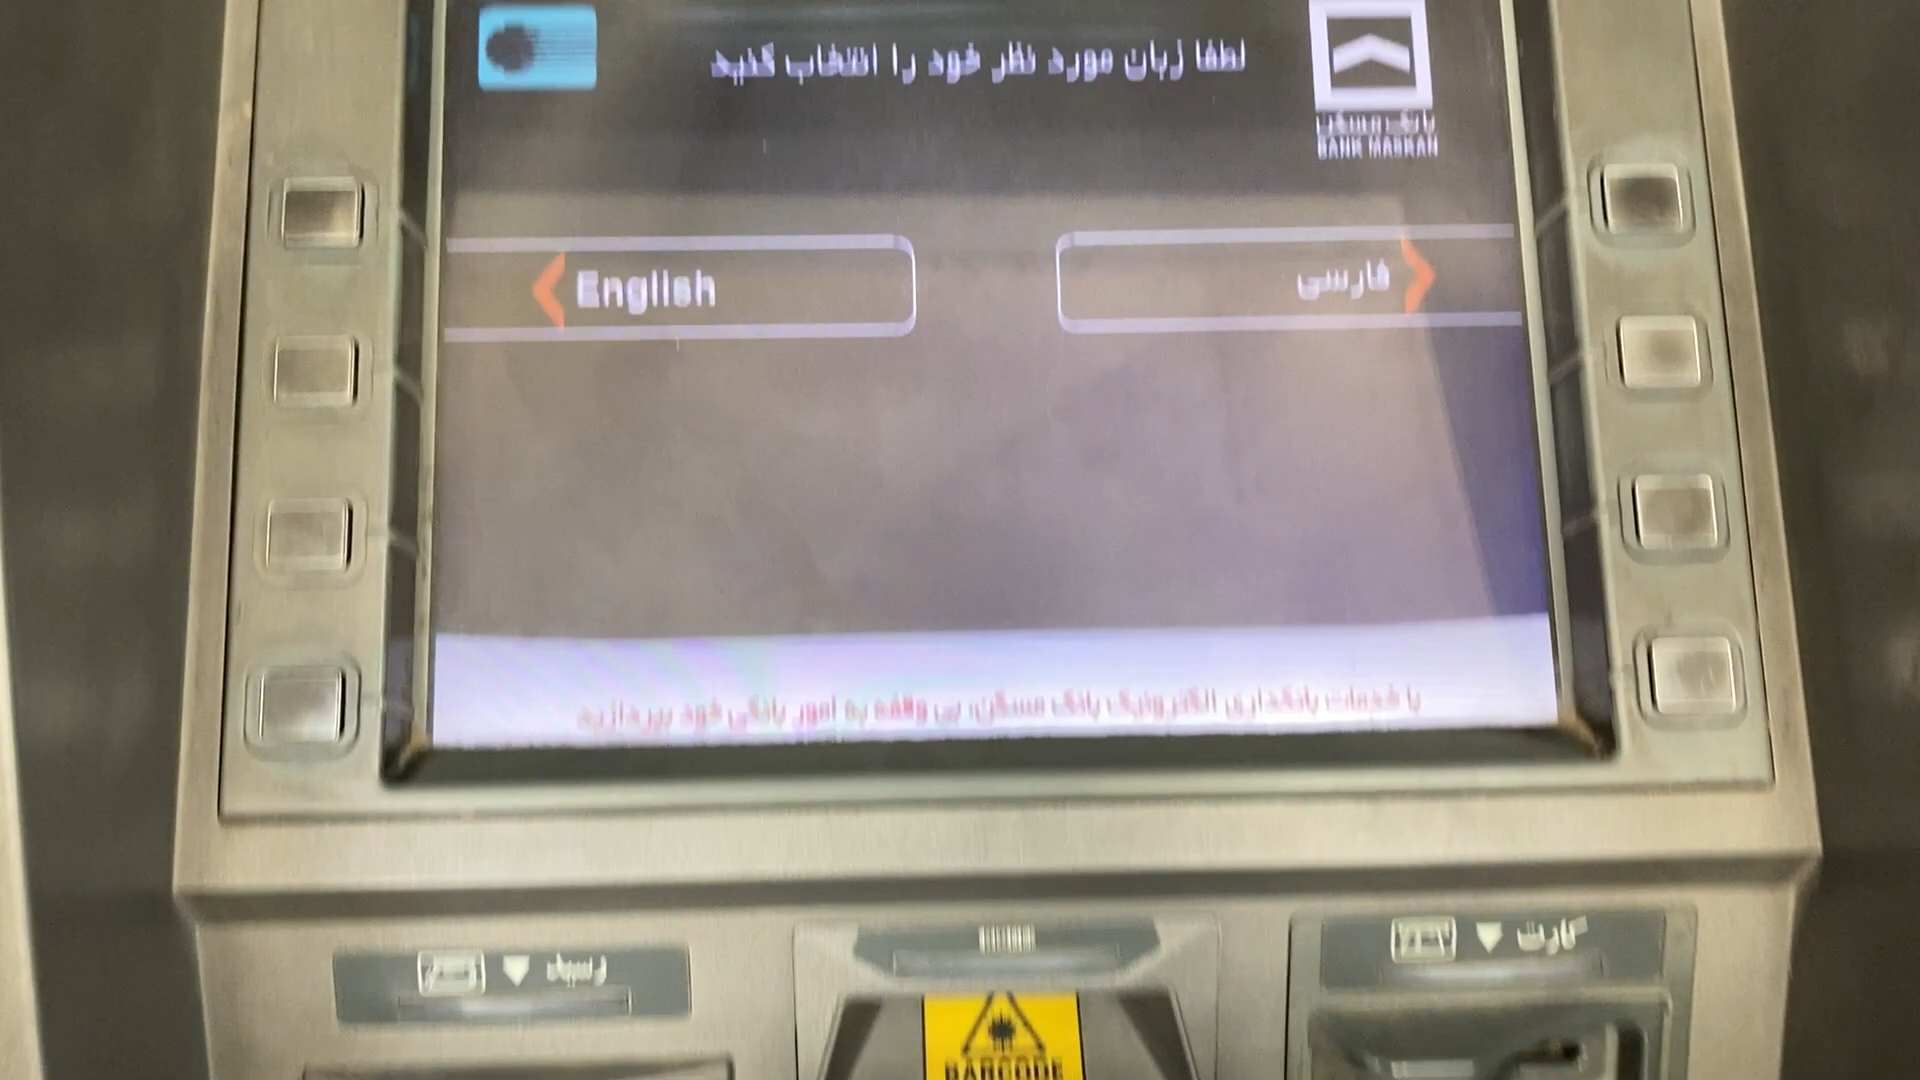 لطفا زبان مورد نظر خود را انتخاب کنید
بانک مسکن
BANK MASKAN
فارسی
English
با خدمات بانکداری الکترونیک بانک مسکن، بی وقفه به امور بانکی خود بپردازید
کارت
رسید
BARCODE